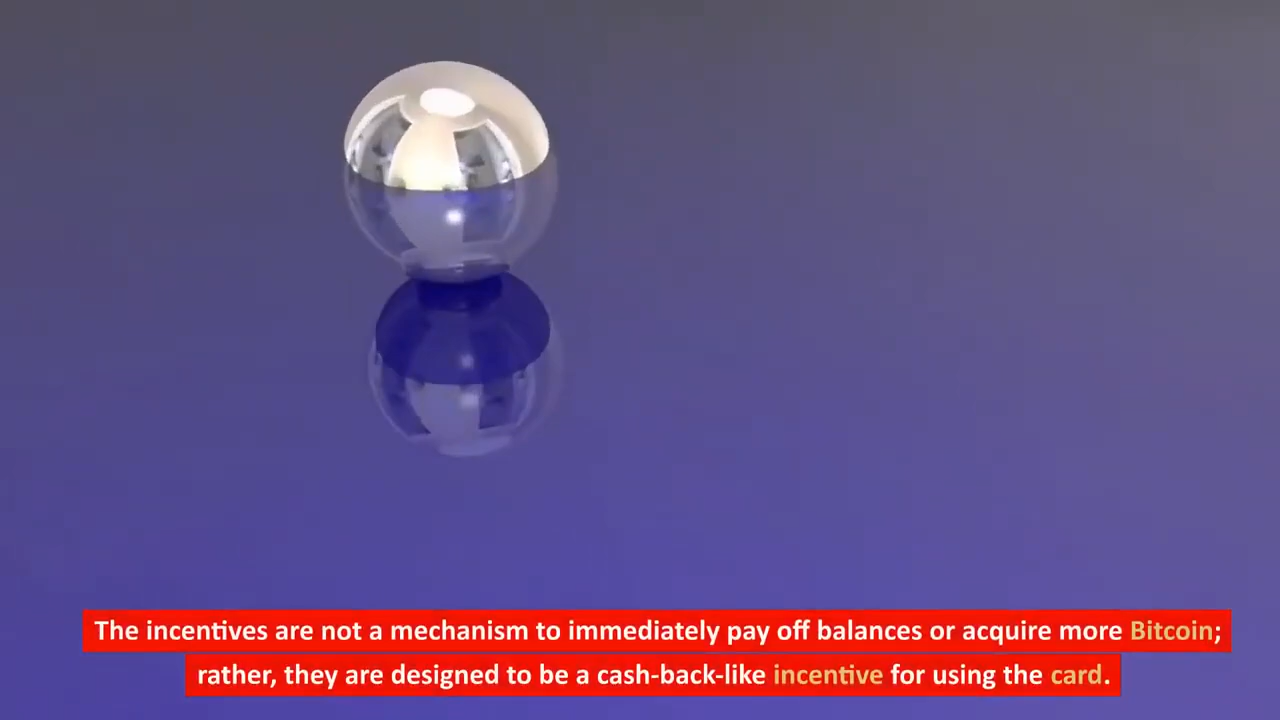 The incentives are not a mechanism to immediately pay off balances or acquire more Bitcoin;
rather, they are designed to be a cash-back-like incentive for using the card.